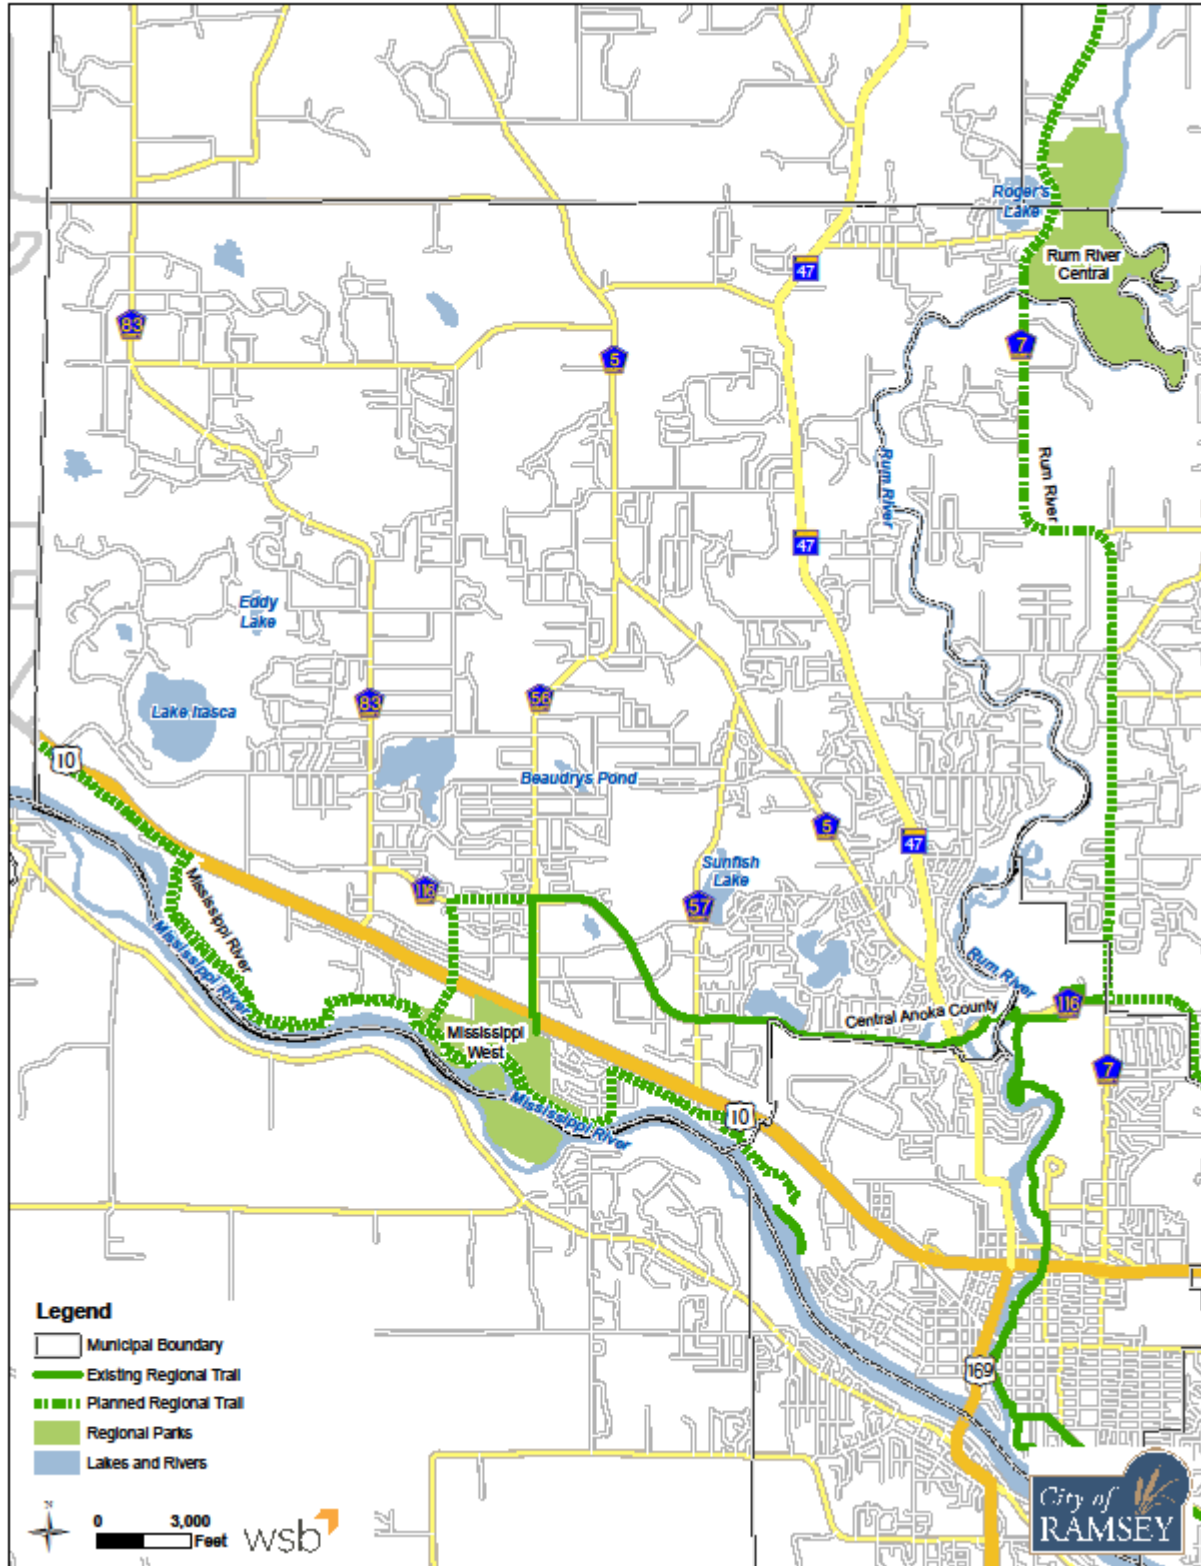 Roger's
Lake
Rum River
Central
47
83
7
5
Rum River
Rum River
47
Eddy
Lake
Lake Itasca
83
56
10
Beaudrys Pond
5
47
Sunfish
Lake
116
57
Mississippi River
Mississippi River
Rum River
116
Central Anoka County
Mississippi
West
7
Mississippi River
10
169
Legend
Municipal Boundary
Existing Regional Trail
Planned Regional Trail
Regional Parks
Lakes and Rivers
N
0 3,000
Feet
wsb
City of
RAMSEY